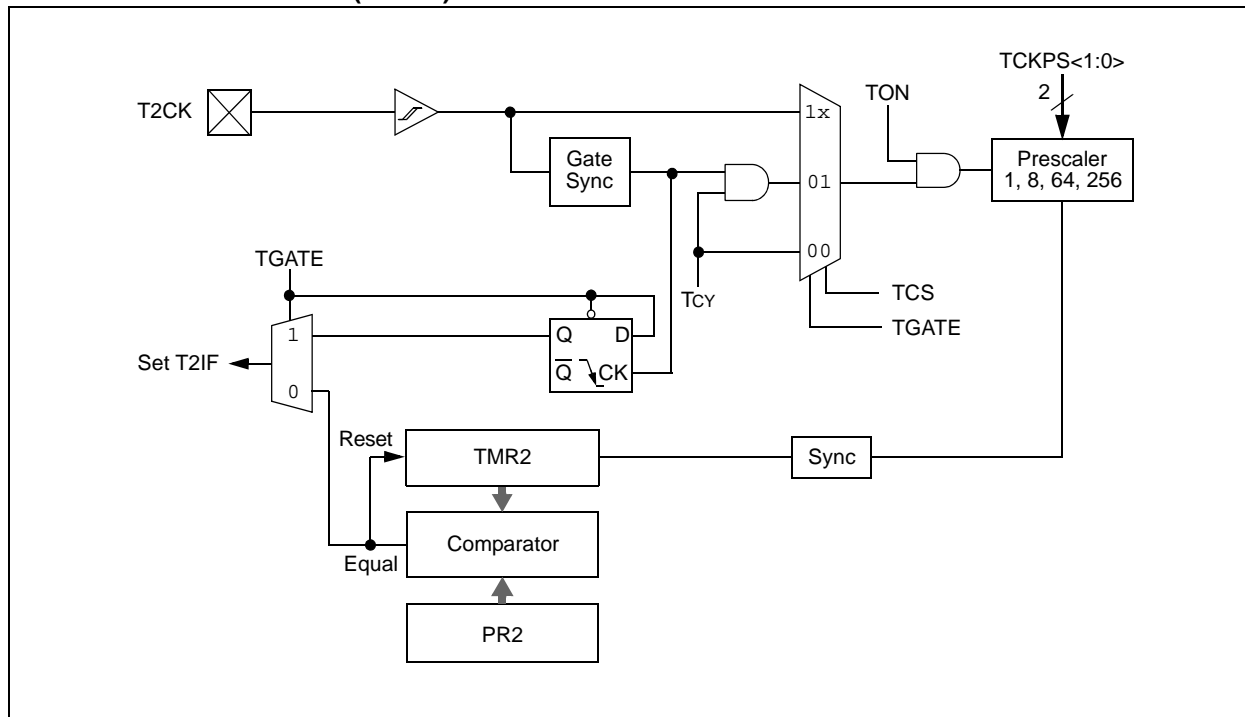 TCKPS<1:0>
2
TON
T2CK
1x
Gate
Sync
Prescaler
1, 8, 64, 256
01
00
TGATE
TCY
TCS
TGATE
1
Q
D
Set T2IF
Q
CK
0
Reset
TMR2
Sync
Comparator
Equal
PR2